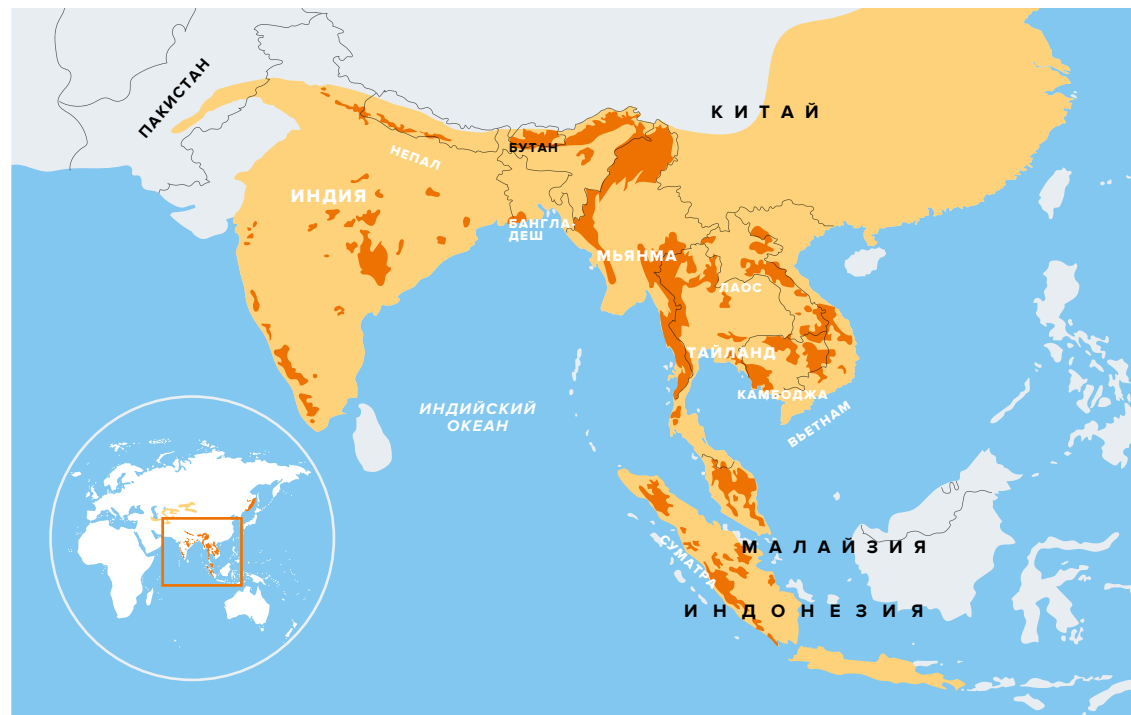 ПАКИСТАН
КИТАЙ
НЕПАЛ
БУТАН
ИНДИЯ
БАНГЛА
ДЕШ
МЬЯНМА
ЛАОС
ТАЙЛАНД
КАМБОДЖА
ВЬЕТНАМ
ИНДИЙСКИЙ
ОКЕАН
МАЛАЙЗИЯ
СУМАТРА
ИНДОНЕЗИЯ